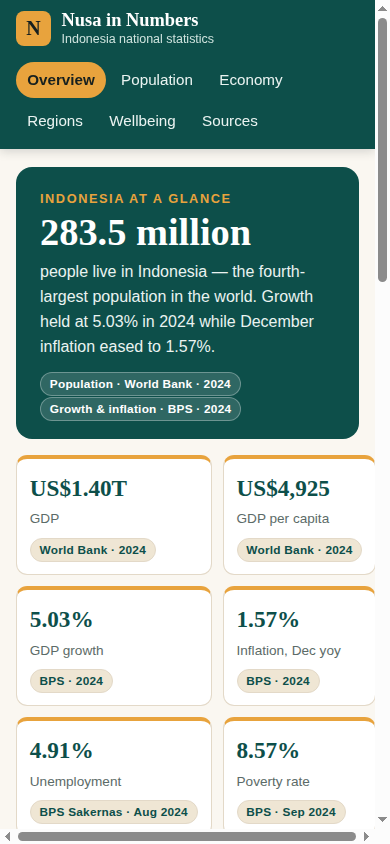 N
Nusa in Numbers
Indonesia national statistics
Overview
Population
Economy
Regions
Wellbeing
Sources
INDONESIA AT A GLANCE
283.5 million
people live in Indonesia — the fourth-
largest population in the world. Growth
held at 5.03% in 2024 while December
inflation eased to 1.57%.
Population · World Bank · 2024
Growth & inflation · BPS · 2024
US$1.40T
GDP
World Bank · 2024
US$4,925
GDP per capita
World Bank · 2024
5.03%
GDP growth
BPS · 2024
1.57%
Inflation, Dec yoy
BPS · 2024
4.91%
Unemployment
BPS Sakernas · Aug 2024
8.57%
Poverty rate
BPS · Sep 2024